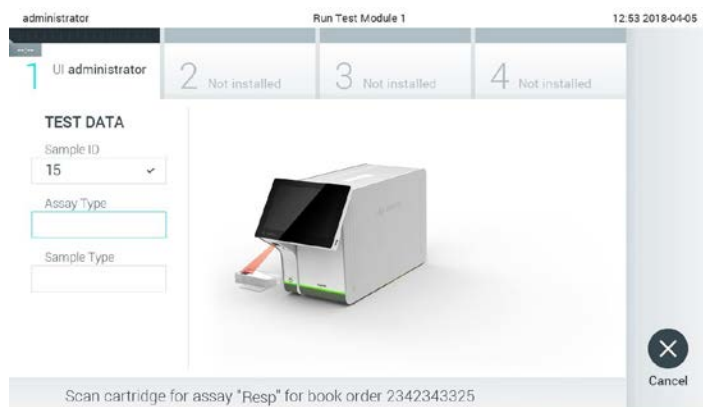 administrator Run Test Module 1 12:53 2018-04-05
1 UI administrator 2 Not installed 3 Not installed 4 Not installed
TEST DATA
Sample ID
15
Assay Type
Sample Type
Cancel
Scan cartridge for assay "Resp" for book order 2342343325